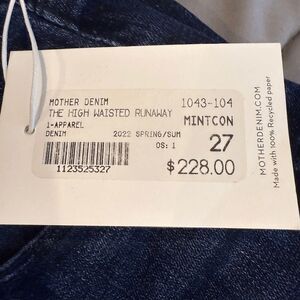 MOTHER DENIM 1043-104
THE HIGH WAISTED RUNAWAY MINTCON
1-APPAREL
DENIM 2022 SPRING/SUM 27
OS: 1
$228.00
1123525327
MOTHERDENIM.COM
Made with 100% Recycled paper